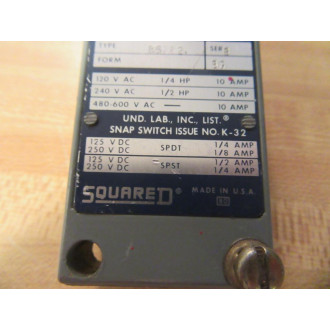 TYPE SER
FORM
120 V AC 1/4 HP 10 AMP
240 V AC 1/2 HP 10 AMP
480-600 V AC — 10 AMP
UND. LAB., INC., LIST.®
SNAP SWITCH ISSUE NO. K-32
125 V DC SPDT 1/4 AMP
250 V DC 1/8 AMP
125 V DC SPST 1/2 AMP
250 V DC 1/4 AMP
SQUARE D® MADE IN U.S.A.